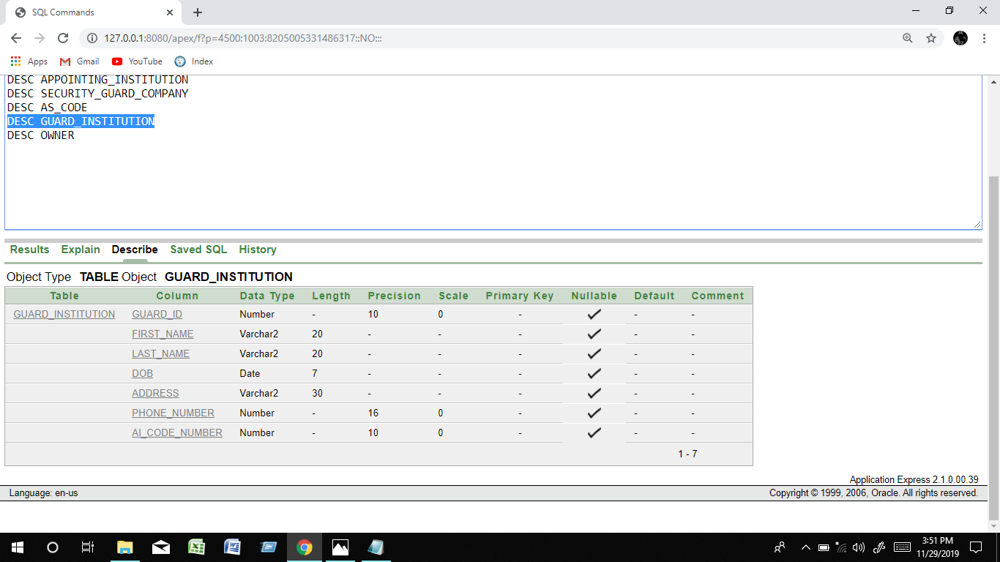 SQL Commands
127.0.0.1:8080/apex/f?p=4500:1003:8205005331486317::NO:::
Apps Gmail YouTube Index
DESC APPOINTING_INSTITUTION
DESC SECURITY_GUARD_COMPANY
DESC AS_CODE
DESC GUARD_INSTITUTION
DESC OWNER
Results Explain Describe Saved SQL History
Object Type TABLE Object GUARD_INSTITUTION
Table Column Data Type Length Precision Scale Primary Key Nullable Default Comment
GUARD_INSTITUTION GUARD_ID Number - 10 0 - - -
FIRST_NAME Varchar2 20 - - - - -
LAST_NAME Varchar2 20 - - - - -
DOB Date 7 - - - - -
ADDRESS Varchar2 30 - - - - -
PHONE_NUMBER Number - 16 0 - - -
AI_CODE_NUMBER Number - 10 0 - - -
1 - 7
Application Express 2.1.0.00.39
Language: en-us Copyright © 1999, 2006, Oracle. All rights reserved.
3:51 PM
11/29/2019